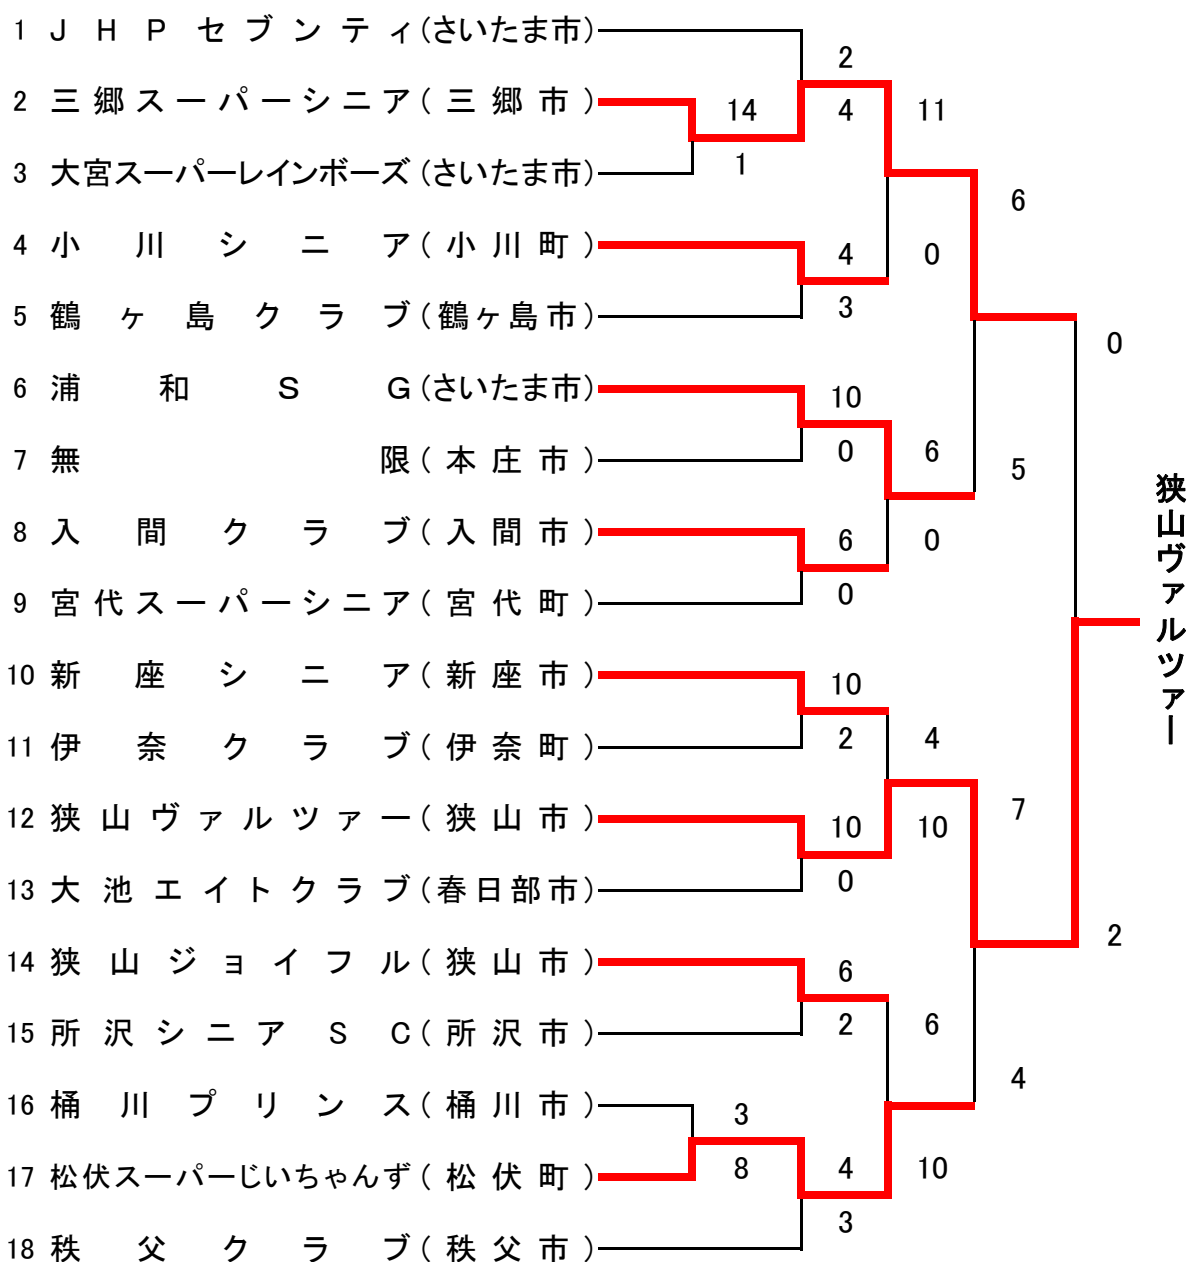 1 JHPセブンティ(さいたま市)
2
2 三郷スーパーシニア(三郷市)
14
4
11
3 大宮スーパーレインボーズ(さいたま市)
1
6
4 小川シニア(小川町)
4
0
5 鶴ヶ島クラブ(鶴ヶ島市)
3
0
6 浦和SG(さいたま市)
10
7 無限(本庄市)
0
6
5
8 入間クラブ(入間市)
6
0
9 宮代スーパーシニア(宮代町)
0
狭山ヴァルツァー
10 新座シニア(新座市)
10
11 伊奈クラブ(伊奈町)
2
4
12 狭山ヴァルツァー(狭山市)
10
10
7
13 大池エイトクラブ(春日部市)
0
2
14 狭山ジョイフル(狭山市)
6
15 所沢シニアSC(所沢市)
2
6
4
16 桶川プリンス(桶川市)
3
17 松伏スーパーじいちゃんず(松伏町)
8
4
10
3
18 秩父クラブ(秩父市)